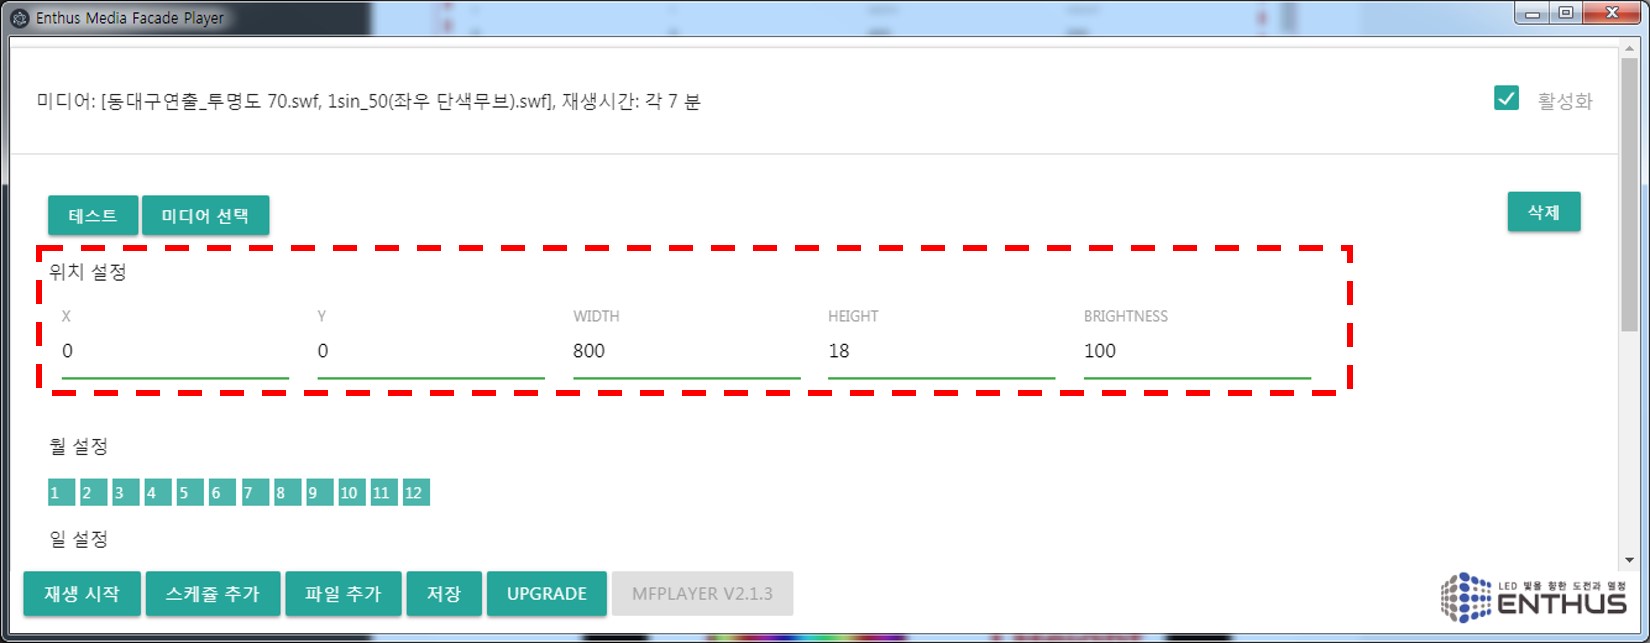 Enthus Media Facade Player
미디어: [동대구연출_투명도 70.swf, 1sin_50(좌우 단색무브).swf], 재생시간: 각 7 분
활성화
테스트 미디어 선택 삭제
위치 설정
X Y WIDTH HEIGHT BRIGHTNESS
0 0 800 18 100
월 설정
1 2 3 4 5 6 7 8 9 10 11 12
일 설정
재생 시작 스케쥴 추가 파일 추가 저장 UPGRADE MFPLAYER V2.1.3
LED 빛을 향한 도전과 열정
ENTHUS